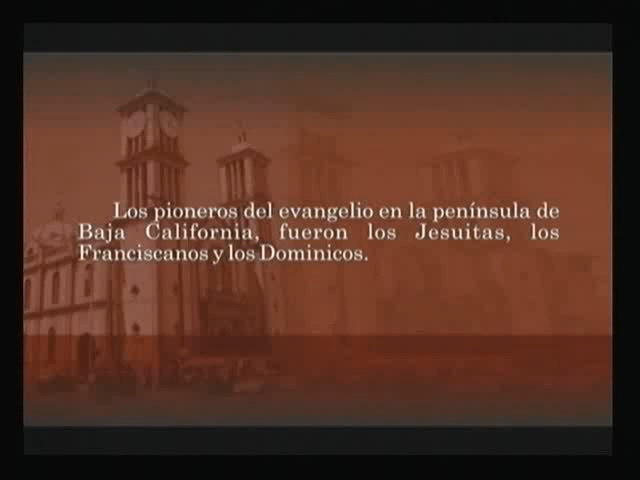 Los pioneros del evangelio en la península de
Baja California, fueron los Jesuitas, los
Franciscanos y los Dominicos.